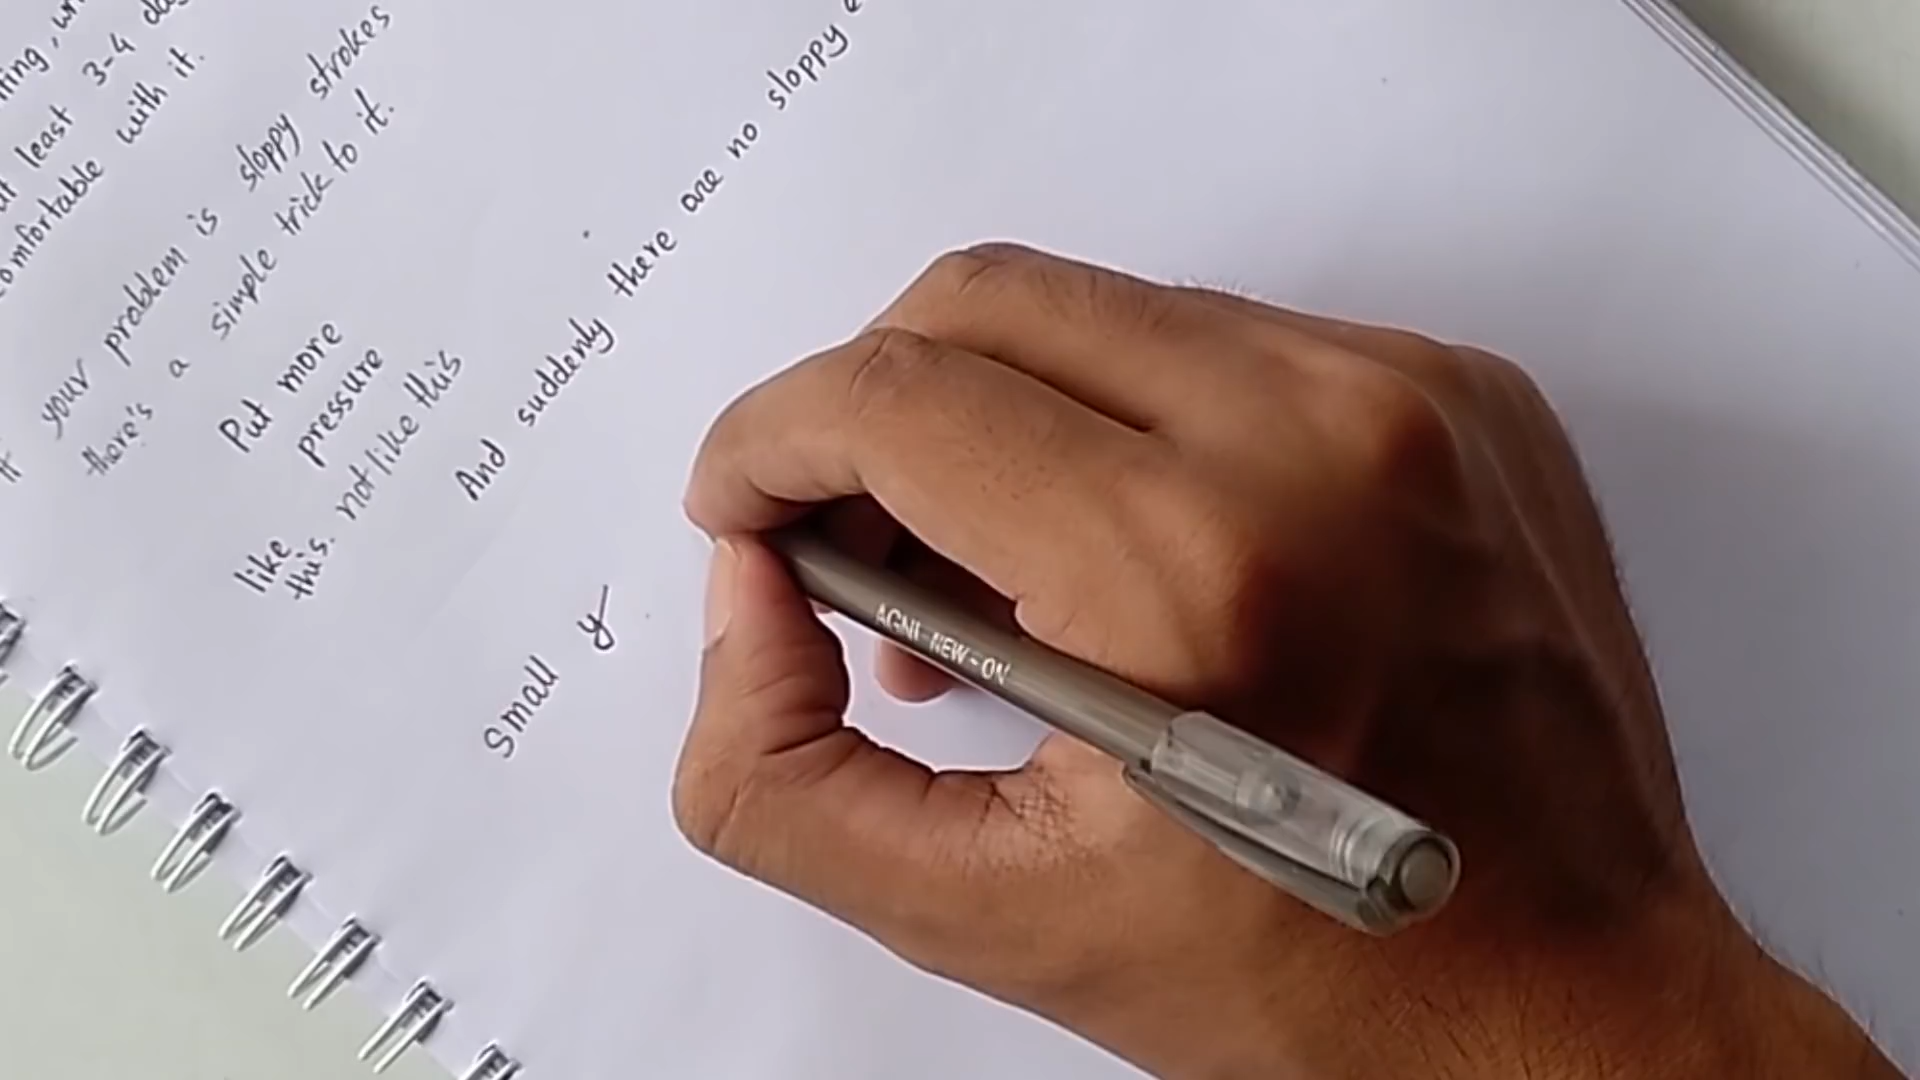 least 3-4
comfortable with it.
If your problem is sloppy strokes
there's a simple trick to it.
Put more
pressure
like
this. not like this
And suddenly there are no sloppy
Small y
AGNI NEW-ON